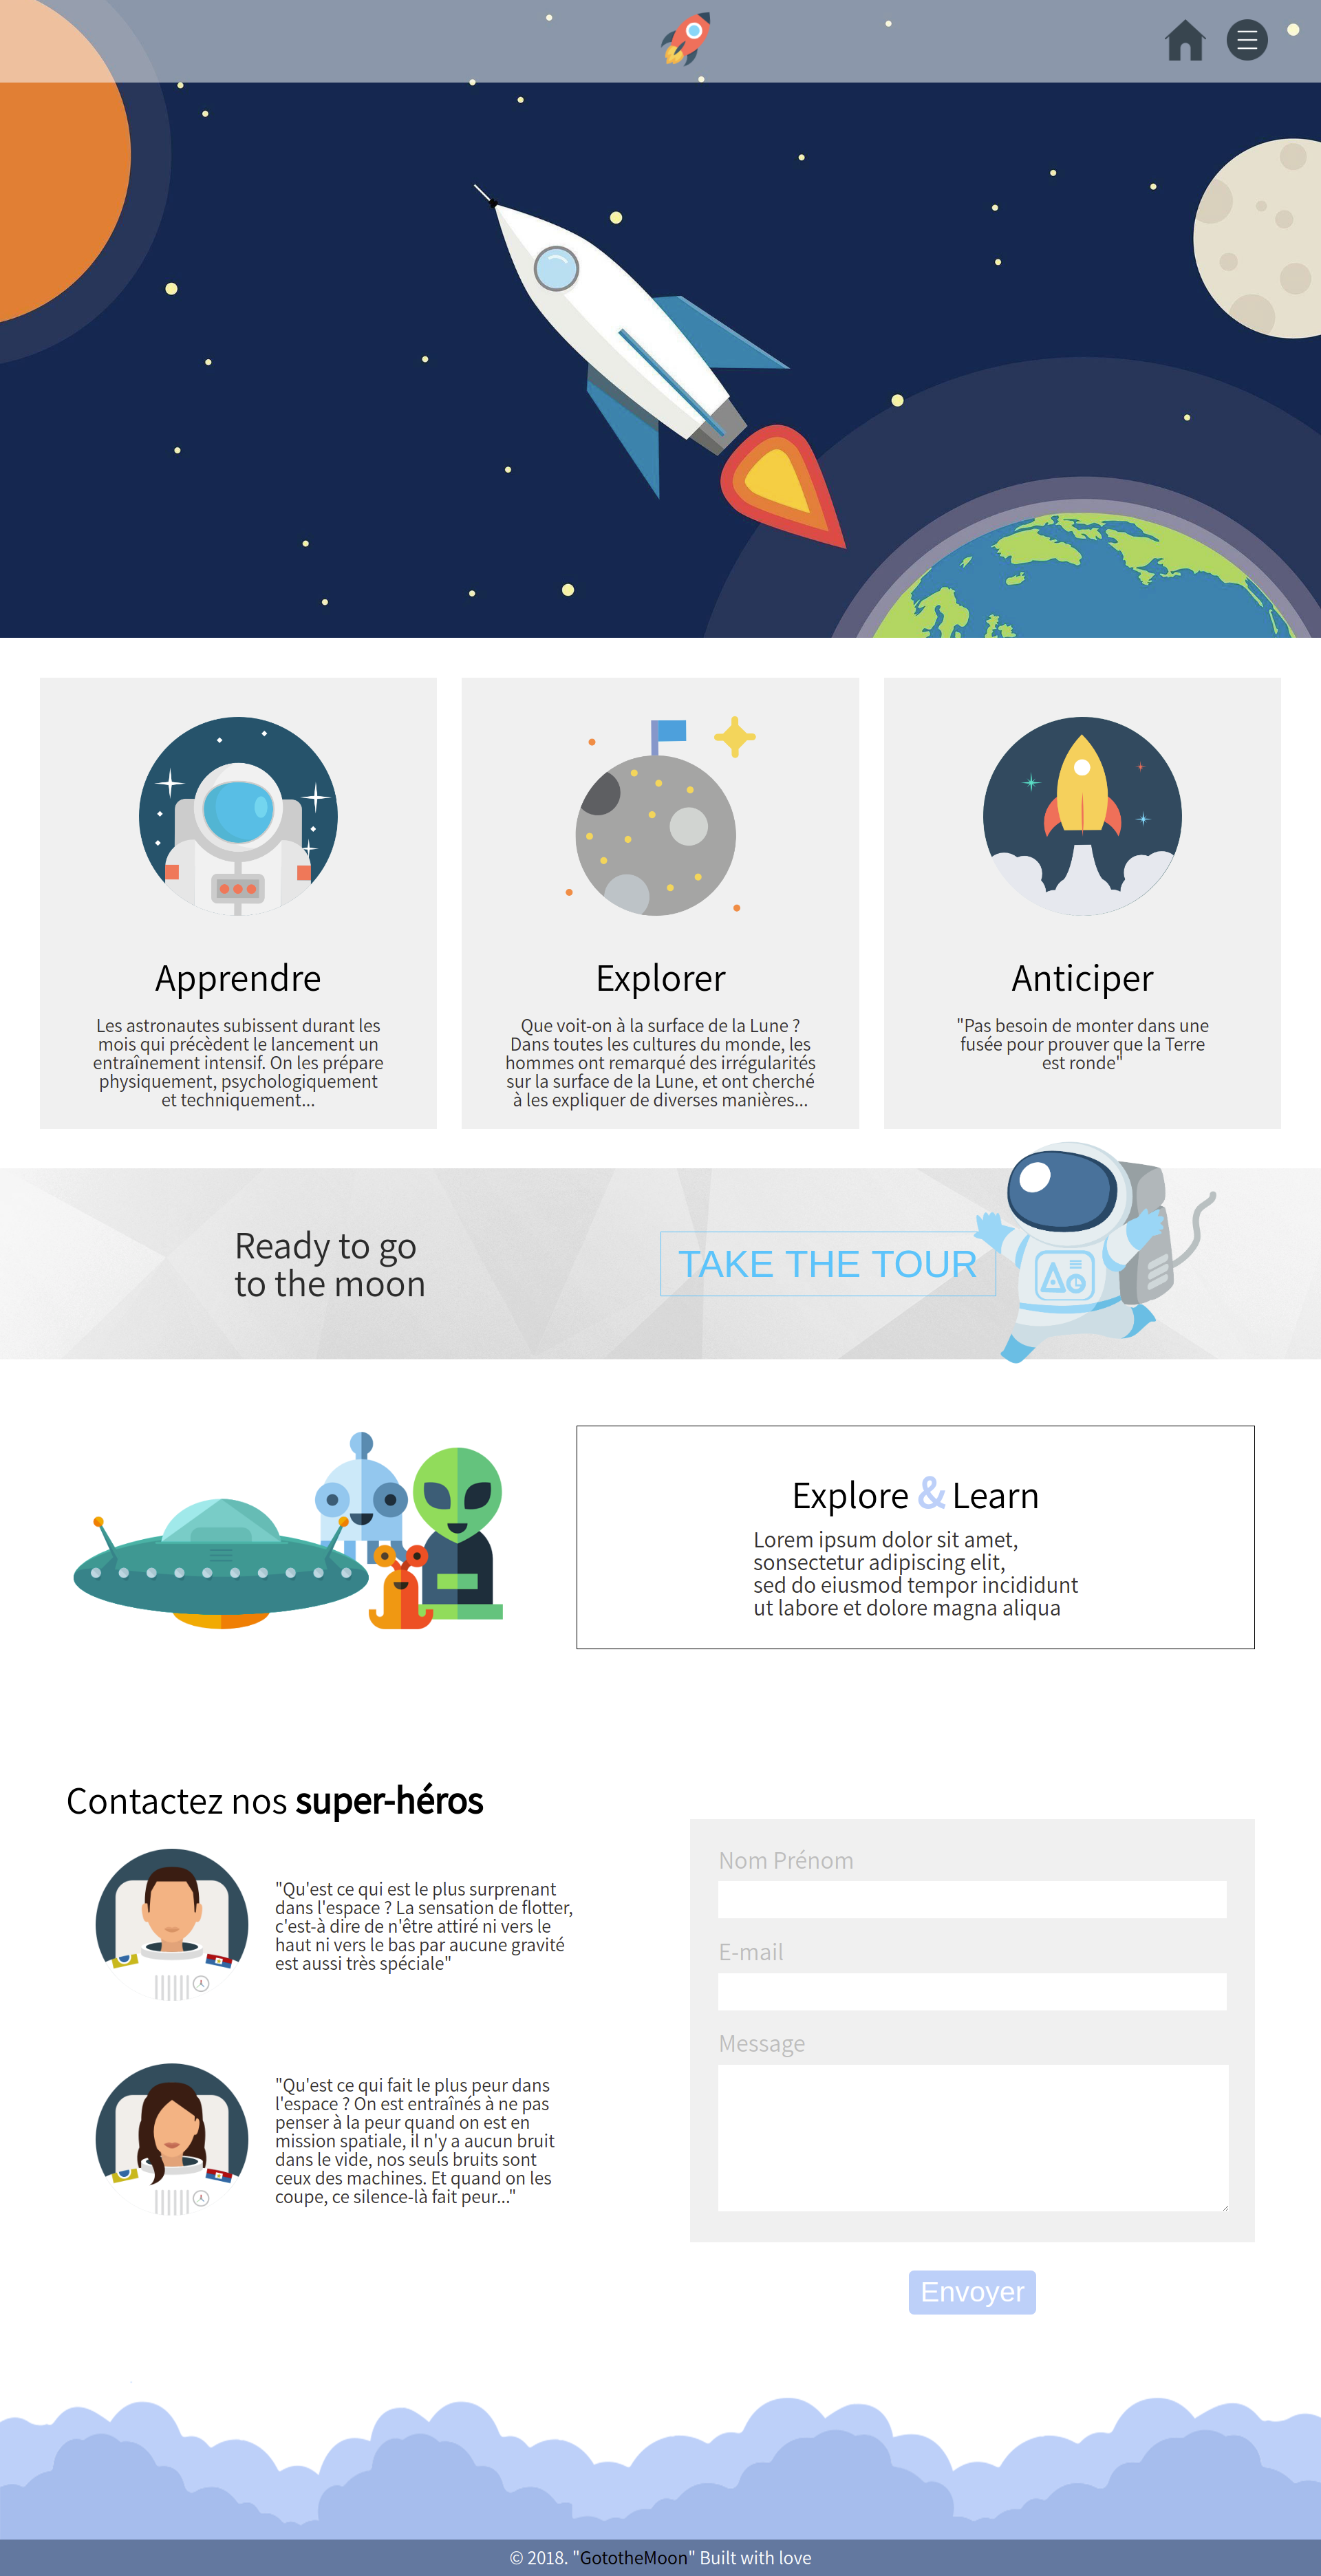 Apprendre
Les astronautes subissent durant les
mois qui précèdent le lancement un
entraînement intensif. On les prépare
physiquement, psychologiquement
et techniquement...
Explorer
Que voit-on à la surface de la Lune ?
Dans toutes les cultures du monde, les
hommes ont remarqué des irrégularités
sur la surface de la Lune, et ont cherché
à les expliquer de diverses manières...
Anticiper
"Pas besoin de monter dans une
fusée pour prouver que la Terre
est ronde"
Ready to go
to the moon
TAKE THE TOUR
Explore & Learn
Lorem ipsum dolor sit amet,
sonsectetur adipiscing elit,
sed do eiusmod tempor incididunt
ut labore et dolore magna aliqua
Contactez nos super-héros
"Qu'est ce qui est le plus surprenant
dans l'espace ? La sensation de flotter,
c'est-à dire de n'être attiré ni vers le
haut ni vers le bas par aucune gravité
est aussi très spéciale"
"Qu'est ce qui fait le plus peur dans
l'espace ? On est entraînés à ne pas
penser à la peur quand on est en
mission spatiale, il n'y a aucun bruit
dans le vide, nos seuls bruits sont
ceux des machines. Et quand on les
coupe, ce silence-là fait peur..."
Nom Prénom
E-mail
Message
Envoyer
© 2018. "GototheMoon" Built with love